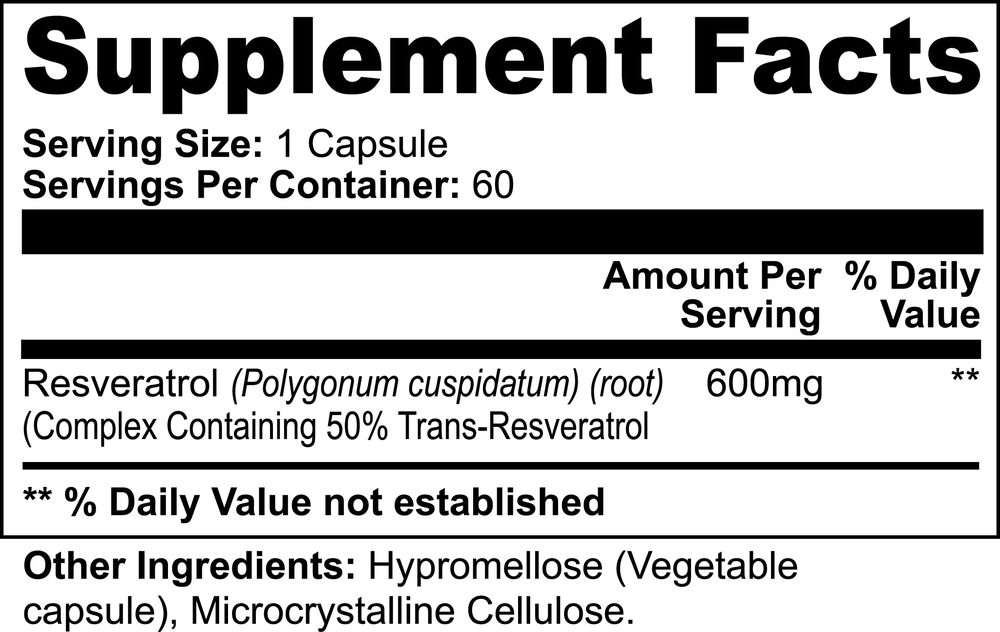 Supplement Facts
Serving Size: 1 Capsule
Servings Per Container: 60
Amount Per % Daily
Serving Value
Resveratrol (Polygonum cuspidatum) (root) 600mg **
(Complex Containing 50% Trans-Resveratrol
** % Daily Value not established
Other Ingredients: Hypromellose (Vegetable
capsule), Microcrystalline Cellulose.